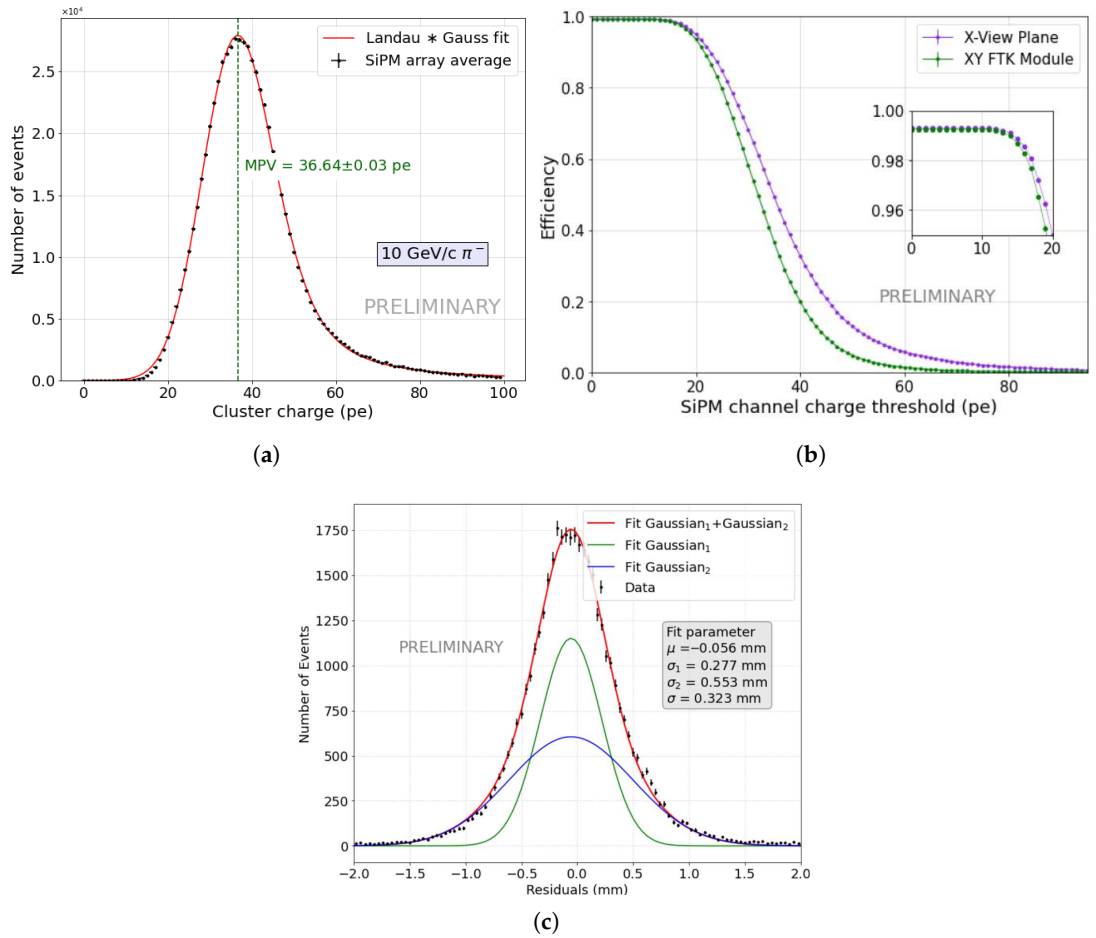 ×10⁴
2.5
2.0
1.5
1.0
0.5
0.0
0
20
40
60
80
100
Number of events
Cluster charge (pe)
Landau ∗ Gauss fit
SiPM array average
MPV = 36.64±0.03 pe
10 GeV/c π⁻
PRELIMINARY
(a)
1.0
0.8
0.6
0.4
0.2
0.0
0
20
40
60
80
Efficiency
SiPM channel charge threshold (pe)
X-View Plane
XY FTK Module
1.00
0.98
0.96
0
10
20
PRELIMINARY
(b)
1750
1500
1250
1000
750
500
250
0
−2.0
−1.5
−1.0
−0.5
0.0
0.5
1.0
1.5
2.0
Number of Events
Residuals (mm)
Fit Gaussian₁+Gaussian₂
Fit Gaussian₁
Fit Gaussian₂
Data
PRELIMINARY
Fit parameter
μ =−0.056 mm
σ₁ = 0.277 mm
σ₂ = 0.553 mm
σ = 0.323 mm
(c)